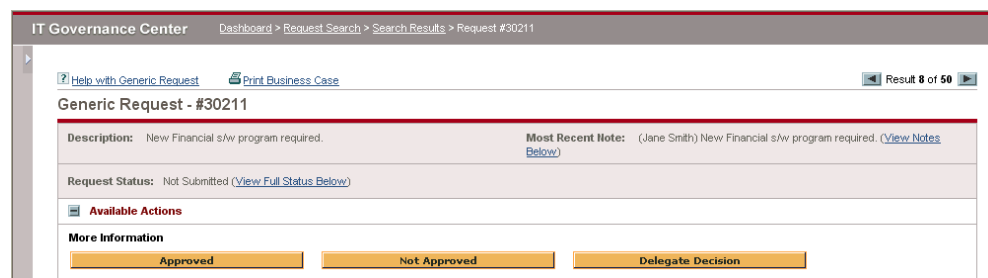 IT Governance Center Dashboard > Request Search > Search Results > Request #30211
? Help with Generic Request Print Business Case Result 8 of 50
Generic Request - #30211
Description: New Financial s/w program required. Most Recent Note: (Jane Smith) New Financial s/w program required. (View Notes
Below)
Request Status: Not Submitted (View Full Status Below)
Available Actions
More Information
Approved Not Approved Delegate Decision